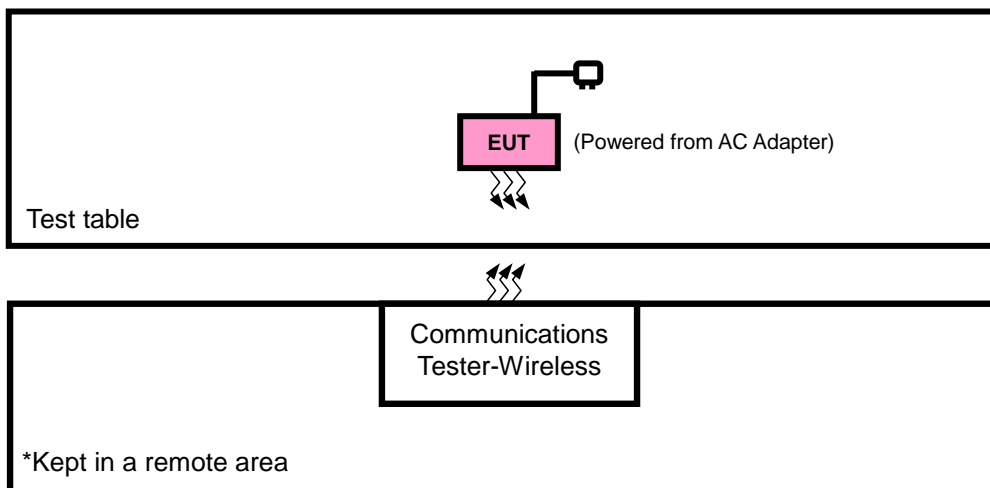 EUT
(Powered from AC Adapter)
Test table
Communications
Tester-Wireless
*Kept in a remote area